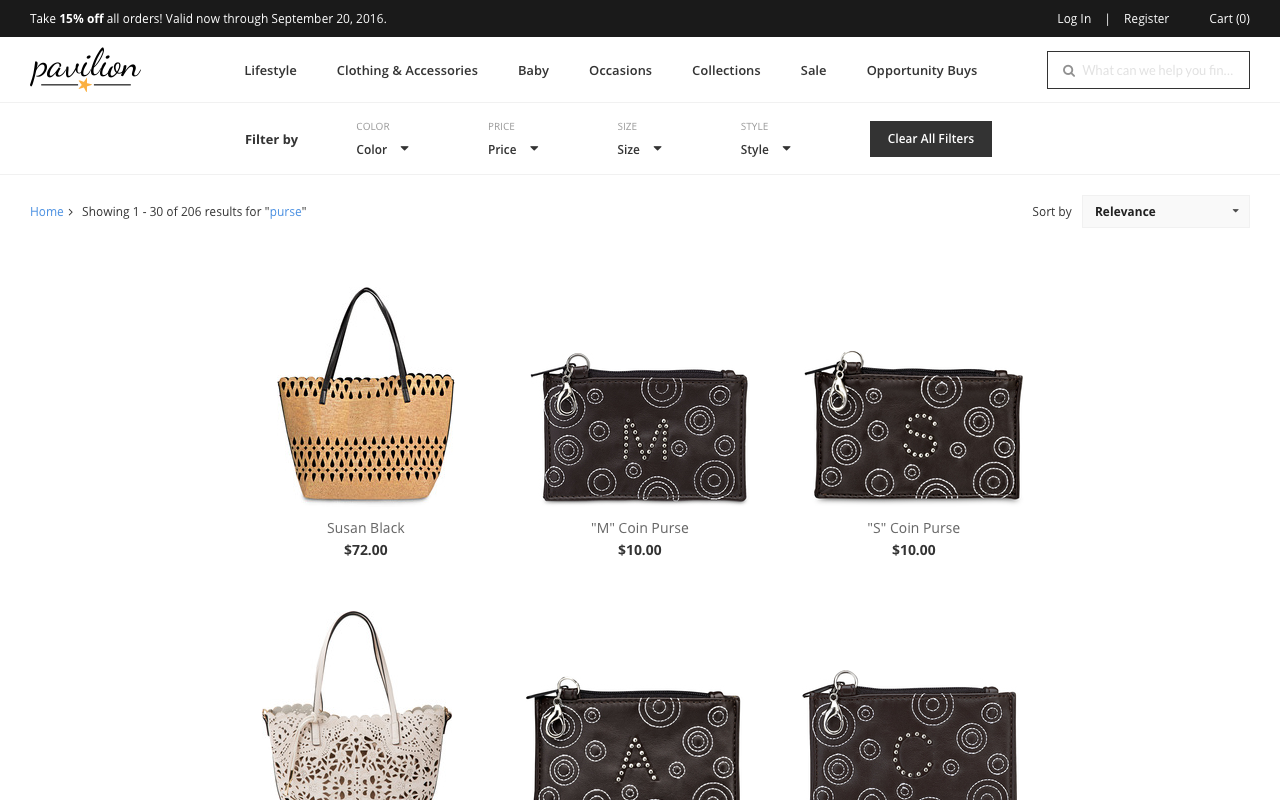 Take 15% off all orders! Valid now through September 20, 2016.
Log In | Register Cart (0)
pavilion
Lifestyle Clothing & Accessories Baby Occasions Collections Sale Opportunity Buys
What can we help you fin...
Filter by
COLOR PRICE SIZE STYLE
Color Price Size Style
Clear All Filters
Home > Showing 1 - 30 of 206 results for "purse"
Sort by Relevance
M S
Susan Black "M" Coin Purse "S" Coin Purse
$72.00 $10.00 $10.00
A C